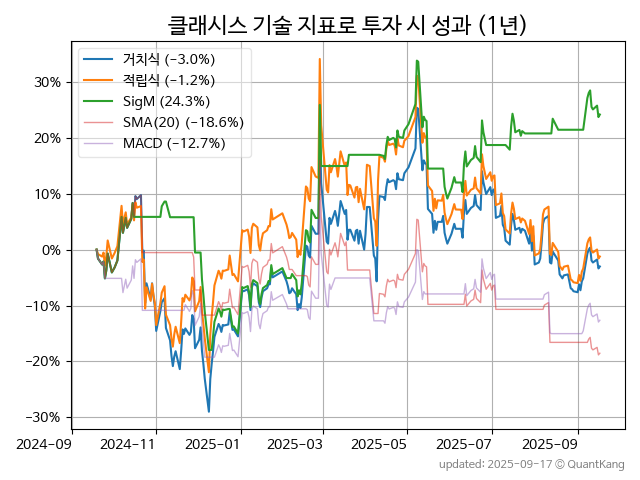 클래시스 기술 지표로 투자 시 성과 (1년)
거치식 (−3.0%)
적립식 (−1.2%)
SigM (24.3%)
SMA(20) (−18.6%)
MACD (−12.7%)
30%
20%
10%
0%
−10%
−20%
−30%
2024-09 2024-11 2025-01 2025-03 2025-05 2025-07 2025-09
updated: 2025-09-17 ⓒ QuantKang